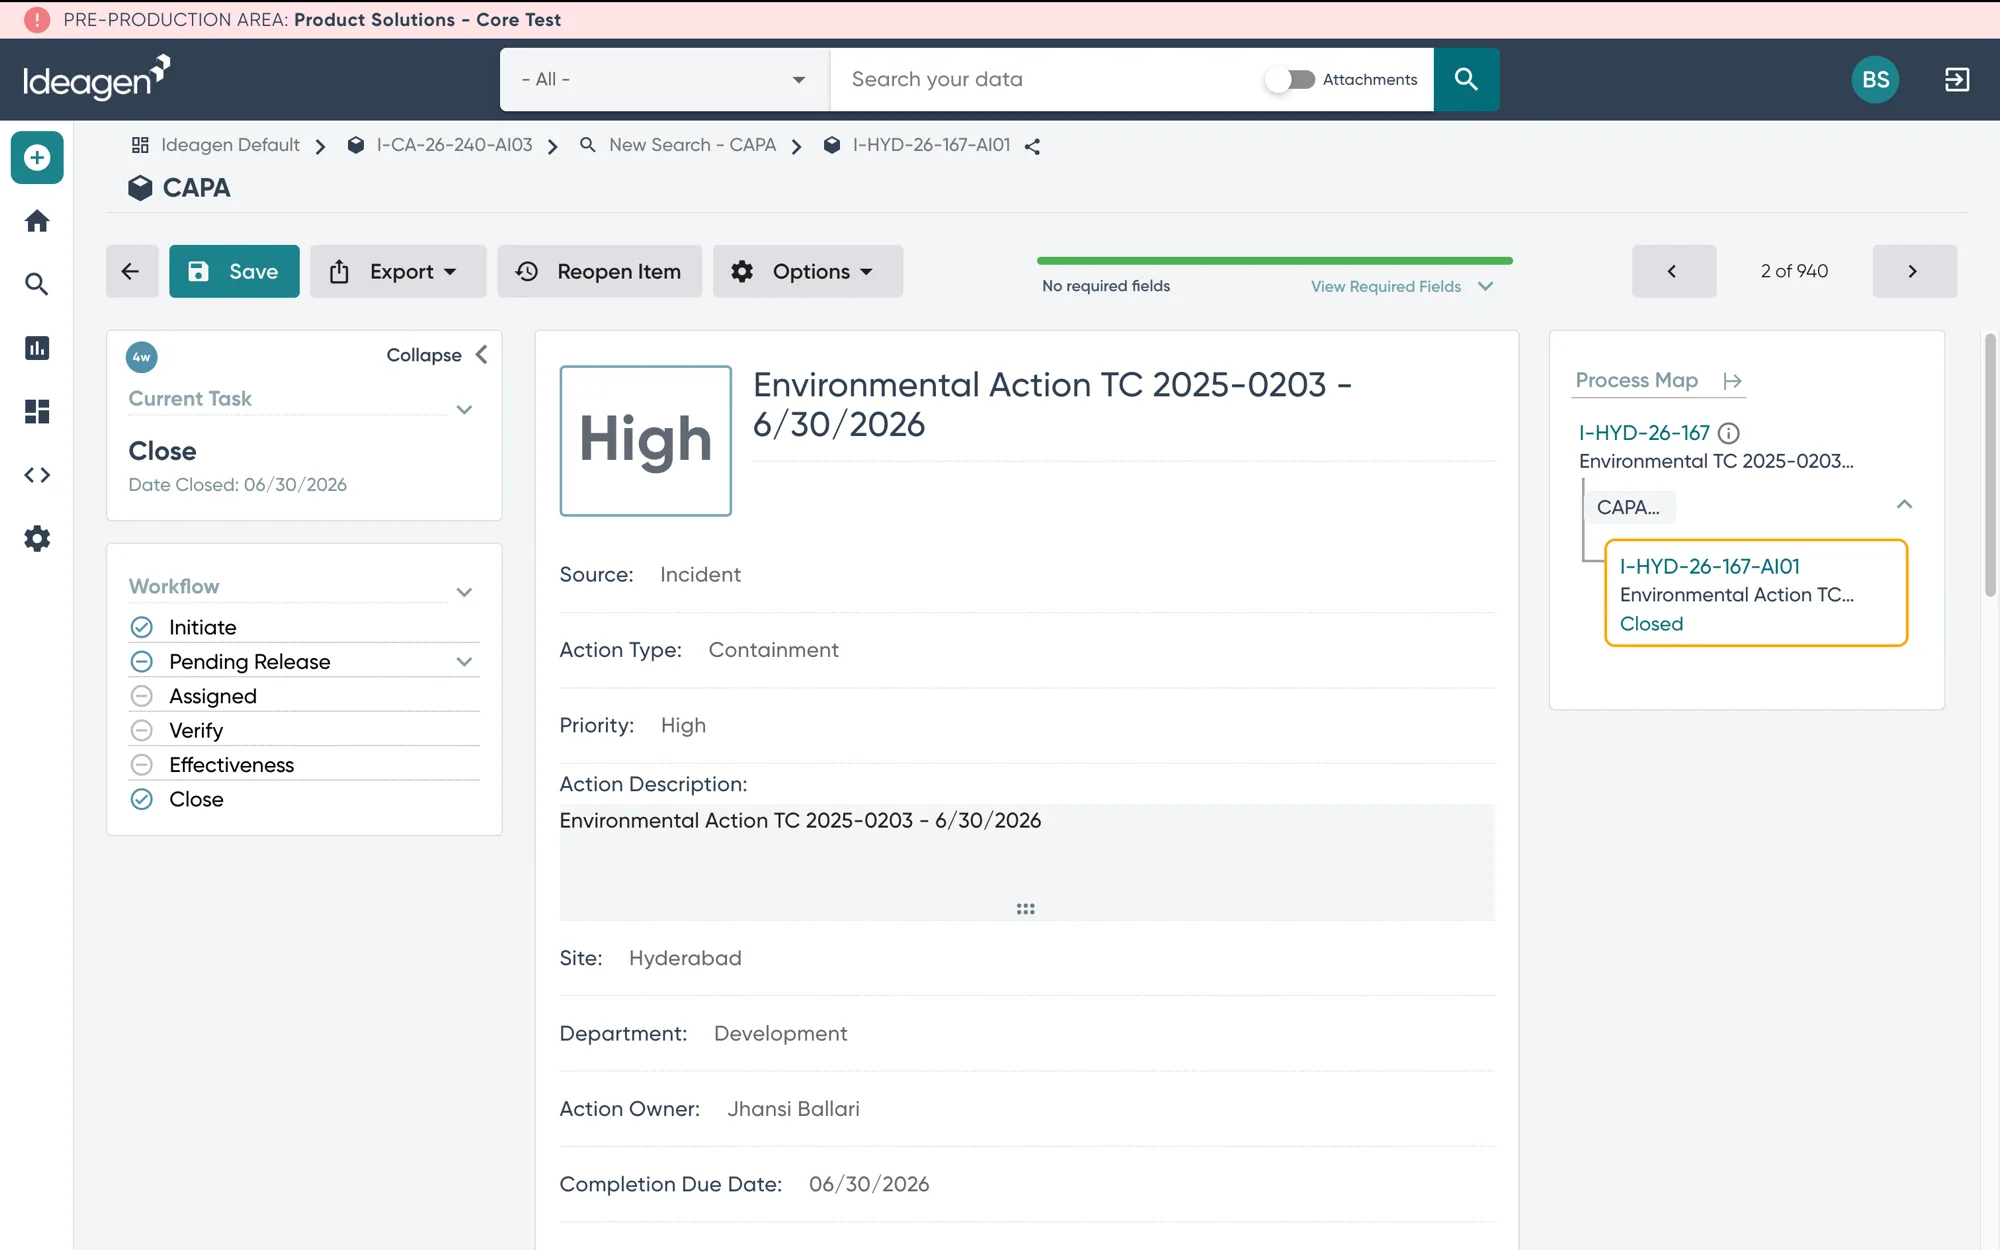 PRE-PRODUCTION AREA: Product Solutions - Core Test
Ideagen
- All -
Search your data
Attachments
BS
Ideagen Default
I-CA-26-240-AI03
New Search - CAPA
I-HYD-26-167-AI01
CAPA
Save
Export
Reopen Item
Options
No required fields
View Required Fields
2 of 940
4w
Collapse
Current Task
Close
Date Closed: 06/30/2026
Workflow
Initiate
Pending Release
Assigned
Verify
Effectiveness
Close
High
Environmental Action TC 2025-0203 -
6/30/2026
Source: Incident
Action Type: Containment
Priority: High
Action Description:
Environmental Action TC 2025-0203 - 6/30/2026
Site: Hyderabad
Department: Development
Action Owner: Jhansi Ballari
Completion Due Date: 06/30/2026
Process Map
I-HYD-26-167
Environmental TC 2025-0203...
CAPA...
I-HYD-26-167-AI01
Environmental Action TC...
Closed